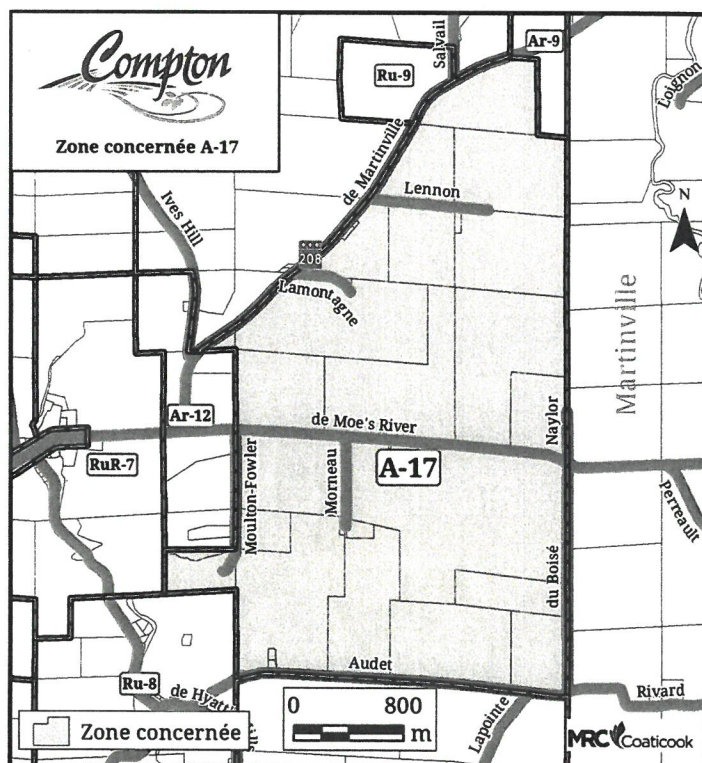 Compton
Zone concernée A-17
Salvail
Ar-9
Ru-9
Loignon
de Martinville
Lennon
Ives Hill
N
208
Lamontagne
Martinville
Ar-12
de Moe's River
Naylor
RuR-7
Moulton-Fowler
Morneau
A-17
Perreault
du Boisé
Audet
Ru-8
de Hyatt
Rivard
Lapointe
0 800
m
Zone concernée
MRC Coaticook